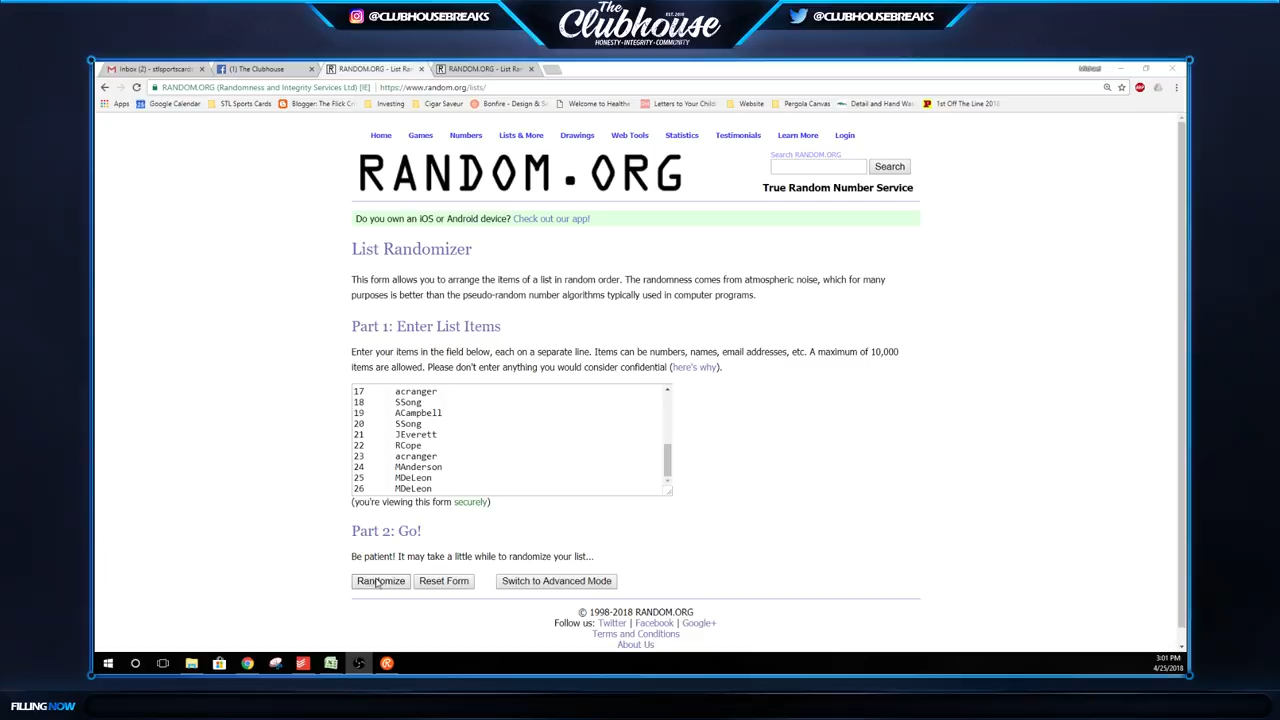 @CLUBHOUSEBREAKS
The
Clubhouse
EST. 2018
HONESTY-INTEGRITY-COMMUNITY
@CLUBHOUSEBREAKS
Inbox (2) - stlsportscards
(1) The Clubhouse
RANDOM.ORG - List Ra
RANDOM.ORG - List Ra
Michael
RANDOM.ORG (Randomness and Integrity Services Ltd) [IE]
https://www.random.org/lists/
Apps
Google Calendar
STL Sports Cards
Blogger: The Flick Cr
Investing
Cigar Saveur
Bonfire - Design & S
Welcome to Health
Letters to Your Child
Website
Pergola Canvas
Detail and Hand Was
1st Off The Line 2018
Home Games Numbers Lists & More Drawings Web Tools Statistics Testimonials Learn More Login
RANDOM.ORG
Search RANDOM.ORG
Search
True Random Number Service
Do you own an iOS or Android device? Check out our app!
List Randomizer
This form allows you to arrange the items of a list in random order. The randomness comes from atmospheric noise, which for many
purposes is better than the pseudo-random number algorithms typically used in computer programs.
Part 1: Enter List Items
Enter your items in the field below, each on a separate line. Items can be numbers, names, email addresses, etc. A maximum of 10,000
items are allowed. Please don't enter anything you would consider confidential (here's why).
17 acranger
18 SSong
19 ACampbell
20 SSong
21 JEverett
22 RCope
23 acranger
24 MAnderson
25 MDeLeon
26 MDeLeon
(you're viewing this form securely)
Part 2: Go!
Be patient! It may take a little while to randomize your list...
Randomize
Reset Form
Switch to Advanced Mode
© 1998-2018 RANDOM.ORG
Follow us: Twitter | Facebook | Google+
Terms and Conditions
About Us
3:01 PM
4/25/2018
FILLING NOW